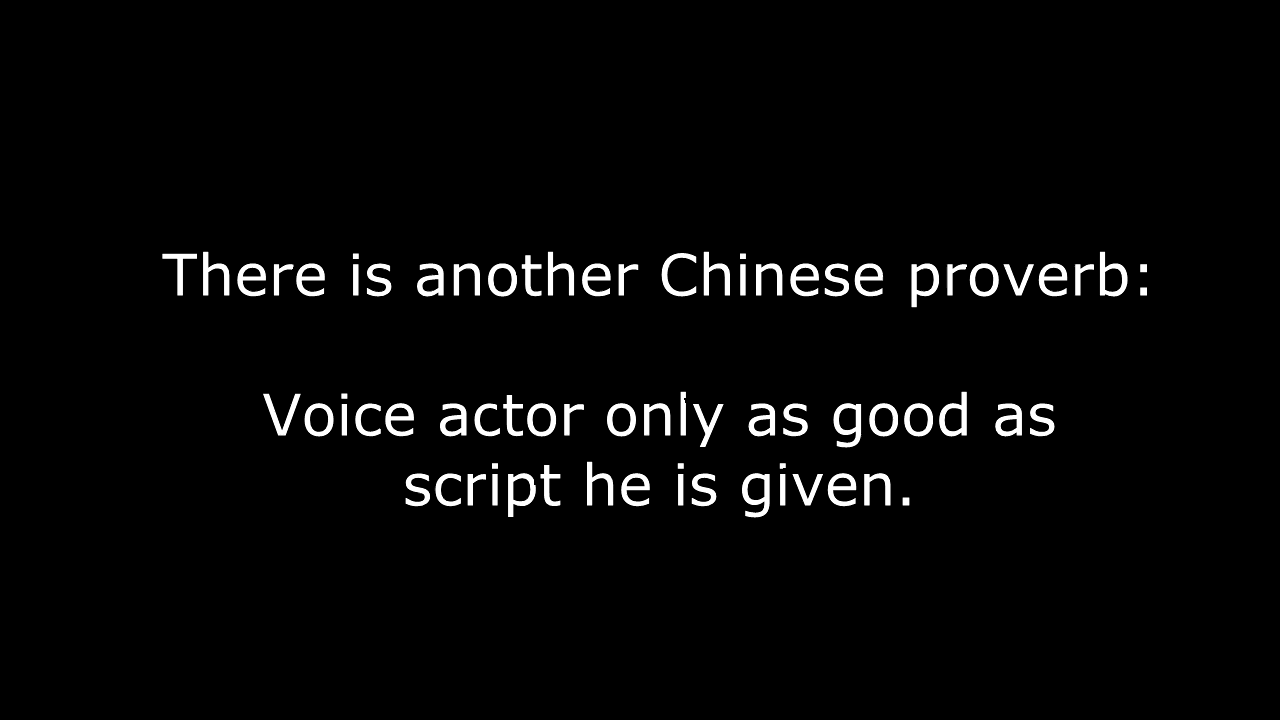 There is another Chinese proverb:
Voice actor only as good as
script he is given.